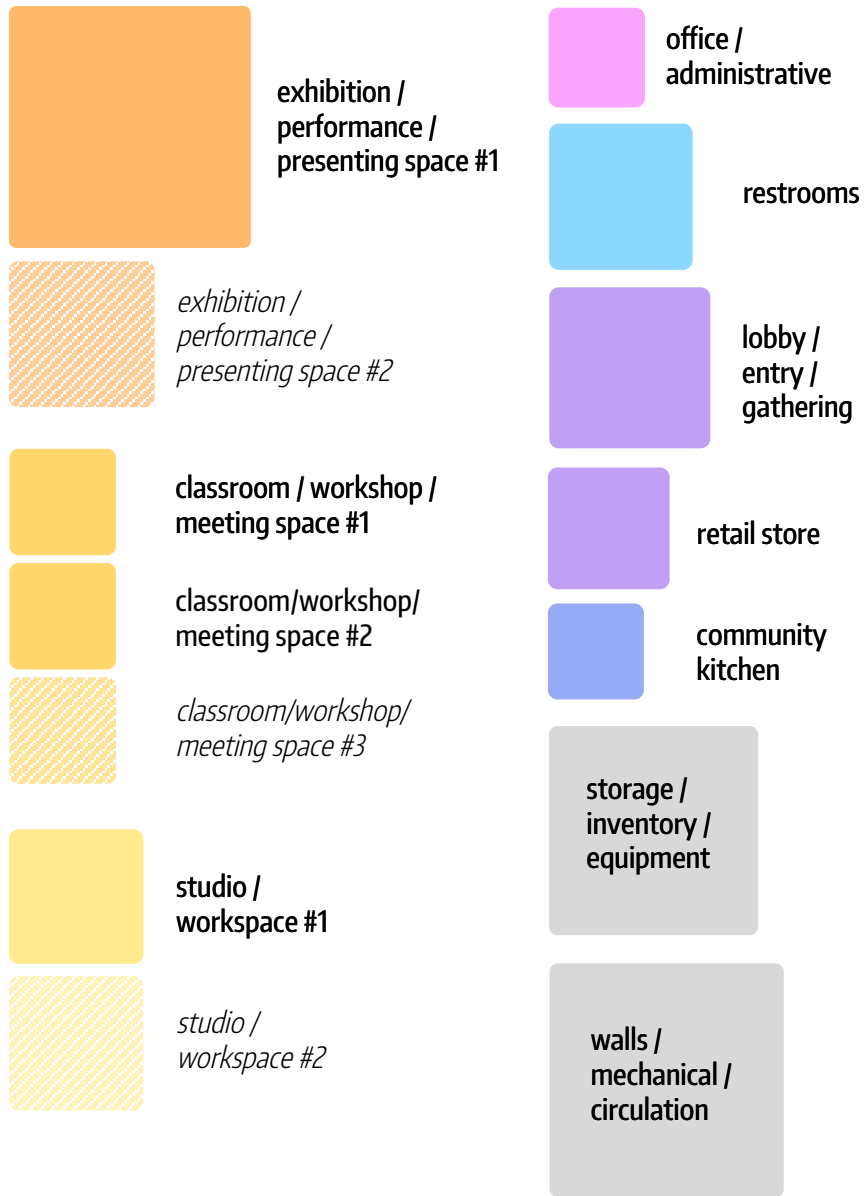 exhibition /
performance /
presenting space #1
exhibition /
performance /
presenting space #2
classroom / workshop /
meeting space #1
classroom/workshop/
meeting space #2
classroom/workshop/
meeting space #3
studio /
workspace #1
studio /
workspace #2
office /
administrative
restrooms
lobby /
entry /
gathering
retail store
community
kitchen
storage /
inventory /
equipment
walls /
mechanical /
circulation